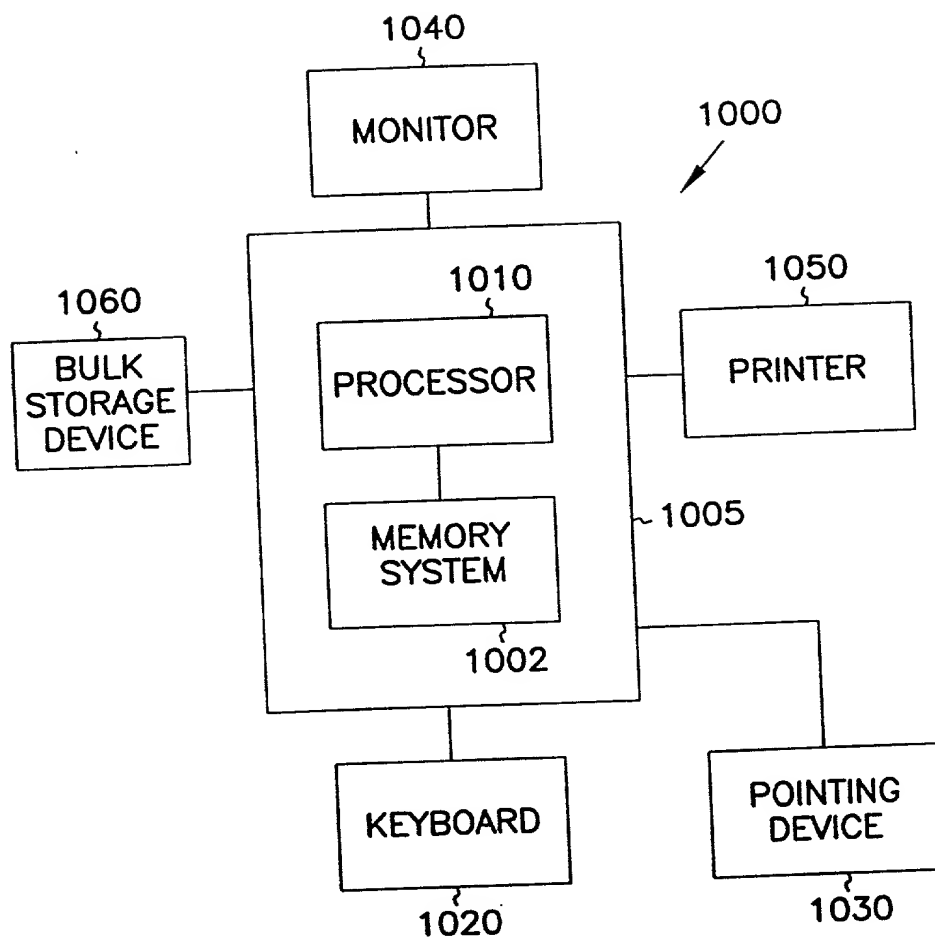 1040
MONITOR
1000
1010
1050
1060
PROCESSOR
PRINTER
BULK
STORAGE
DEVICE
1005
MEMORY
SYSTEM
1002
KEYBOARD
POINTING
DEVICE
1020
1030